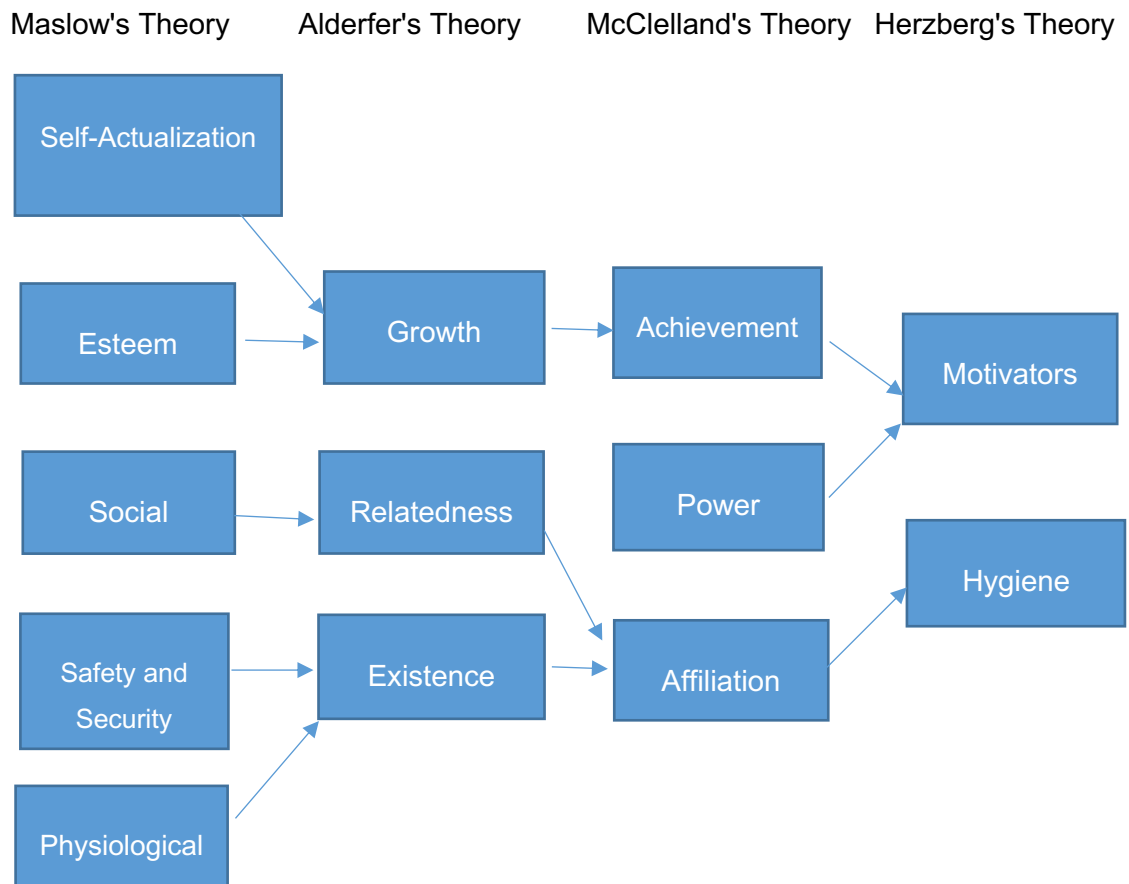 Maslow's Theory Alderfer's Theory McClelland's Theory Herzberg's Theory
Self-Actualization
Esteem
Growth
Achievement
Motivators
Social
Relatedness
Power
Hygiene
Safety and
Security
Existence
Affiliation
Physiological